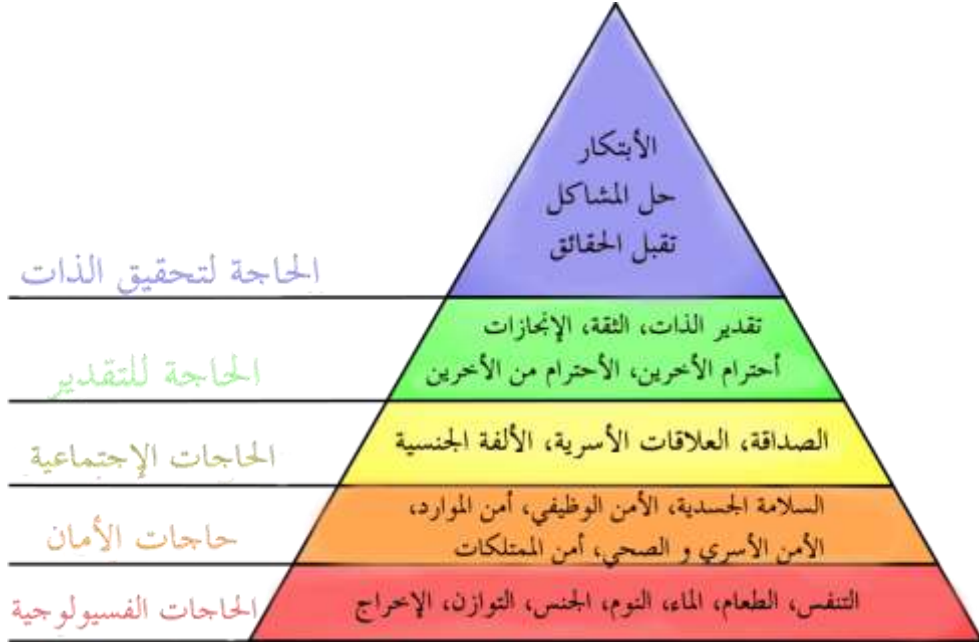 الأبتكار
حل المشاكل
تقبل الحقائق
الحاجة لتحقيق الذات
تقدير الذات، الثقة، الإنجازات
أحترام الأخرين، الأحترام من الأخرين
الحاجة للتقدير
الصداقة، العلاقات الأسرية، الألفة الجنسية
الحاجات الإجتماعية
السلامة الجسدية، الأمن الوظيفي، أمن الموارد،
الأمن الأسري و الصحي، أمن الممتلكات
حاجات الأمان
التنفس، الطعام، الماء، النوم، الجنس، التوازن، الإخراج
الحاجات الفسيولوجية